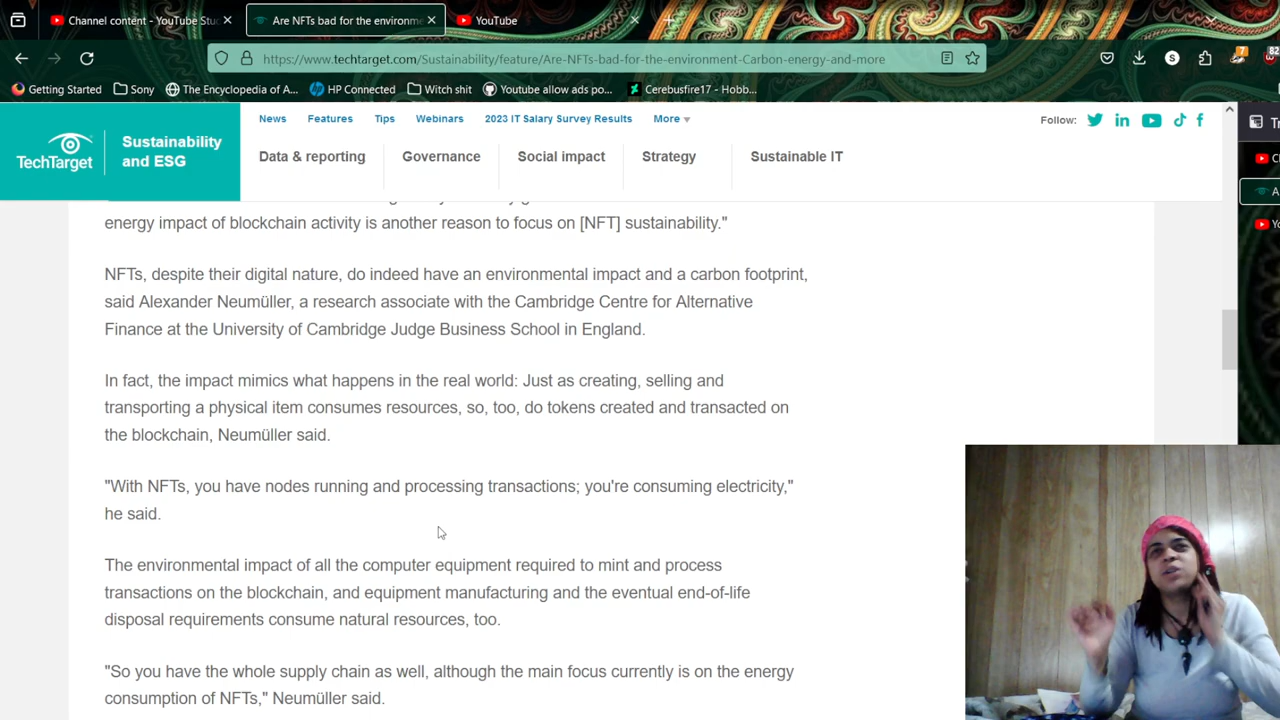 Channel content - YouTube Stu
Are NFTs bad for the environme
YouTube
https://www.techtarget.com/Sustainability/feature/Are-NFTs-bad-for-the-environment-Carbon-energy-and-more
S
7
82
Getting Started
Sony
The Encyclopedia of A...
HP Connected
Witch shit
Youtube allow ads po...
Cerebusfire17 - Hobb...
TechTarget
Sustainability
and ESG
News
Features
Tips
Webinars
2023 IT Salary Survey Results
More
Follow:
Data & reporting
Governance
Social impact
Strategy
Sustainable IT
energy impact of blockchain activity is another reason to focus on [NFT] sustainability."
NFTs, despite their digital nature, do indeed have an environmental impact and a carbon footprint,
said Alexander Neumüller, a research associate with the Cambridge Centre for Alternative
Finance at the University of Cambridge Judge Business School in England.
In fact, the impact mimics what happens in the real world: Just as creating, selling and
transporting a physical item consumes resources, so, too, do tokens created and transacted on
the blockchain, Neumüller said.
"With NFTs, you have nodes running and processing transactions; you're consuming electricity,"
he said.
The environmental impact of all the computer equipment required to mint and process
transactions on the blockchain, and equipment manufacturing and the eventual end-of-life
disposal requirements consume natural resources, too.
"So you have the whole supply chain as well, although the main focus currently is on the energy
consumption of NFTs," Neumüller said.